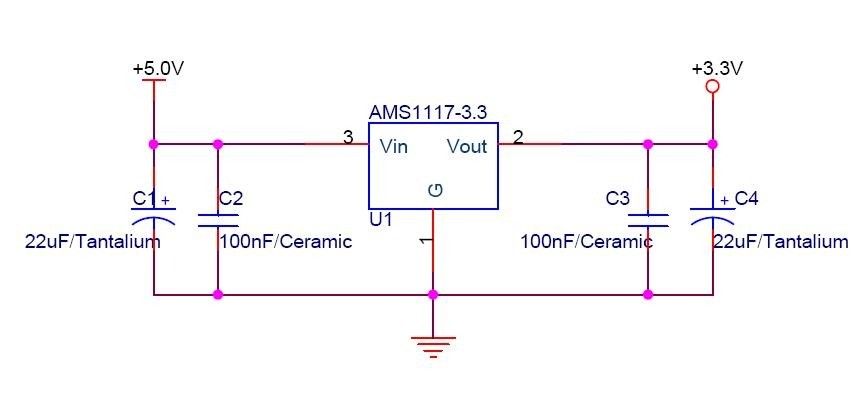 +5.0V
+3.3V
AMS1117-3.3
3
Vin
Vout
2
G
C1
+
C2
U1
1
C3
+
C4
22uF/Tantalium
100nF/Ceramic
100nF/Ceramic
22uF/Tantalium